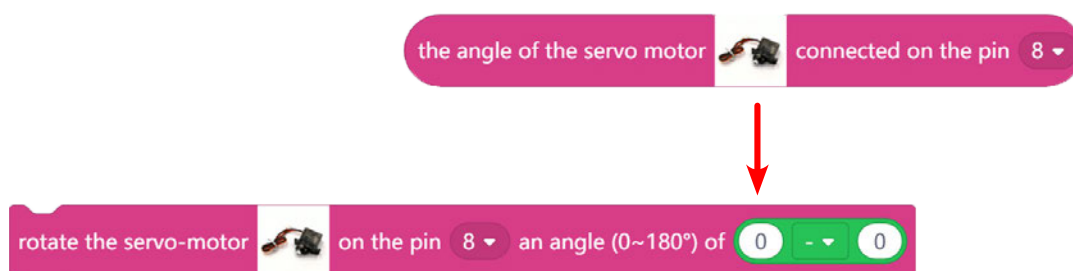 the angle of the servo motor connected on the pin 8
rotate the servo-motor on the pin 8 an angle (0~180°) of 0 - 0